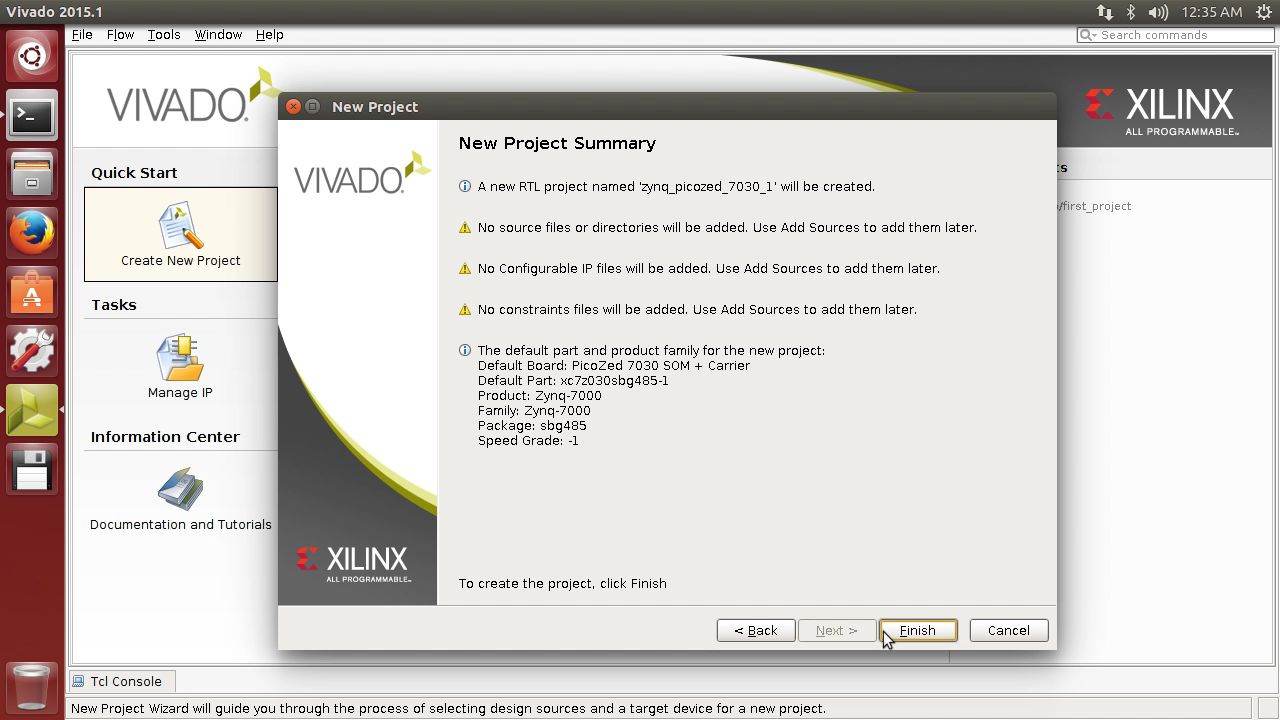 Vivado 2015.1
12:35 AM
File Flow Tools Window Help
Search commands
VIVADO.
XILINX
ALL PROGRAMMABLE™
Quick Start
Create New Project
Tasks
Manage IP
Information Center
Documentation and Tutorials
/first_project
New Project
VIVADO.
New Project Summary
A new RTL project named 'zynq_picozed_7030_1' will be created.
No source files or directories will be added. Use Add Sources to add them later.
No Configurable IP files will be added. Use Add Sources to add them later.
No constraints files will be added. Use Add Sources to add them later.
The default part and product family for the new project:
Default Board: PicoZed 7030 SOM + Carrier
Default Part: xc7z030sbg485-1
Product: Zynq-7000
Family: Zynq-7000
Package: sbg485
Speed Grade: -1
XILINX
ALL PROGRAMMABLE™
To create the project, click Finish
< Back Next > Finish Cancel
Tcl Console
New Project Wizard will guide you through the process of selecting design sources and a target device for a new project.